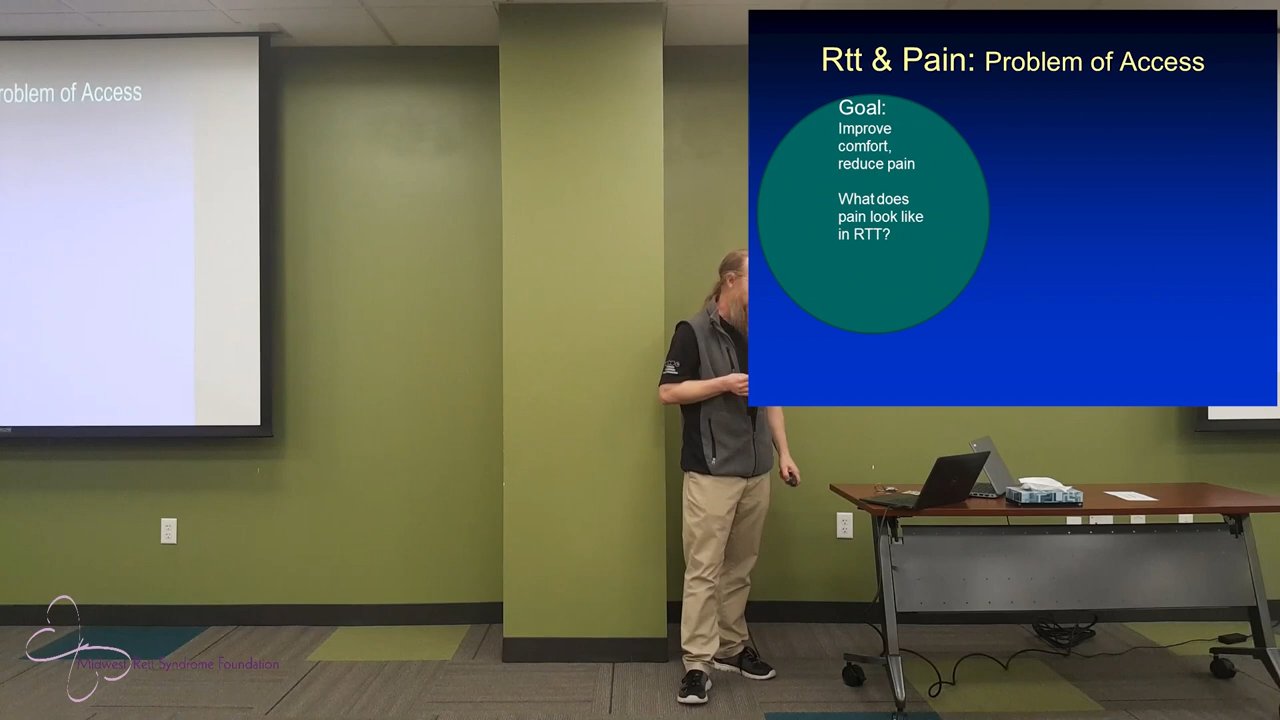 roblem of Access
Rtt & Pain: Problem of Access
Goal:
Improve
comfort,
reduce pain
What does
pain look like
in RTT?
Midwest Rett Syndrome Foundation